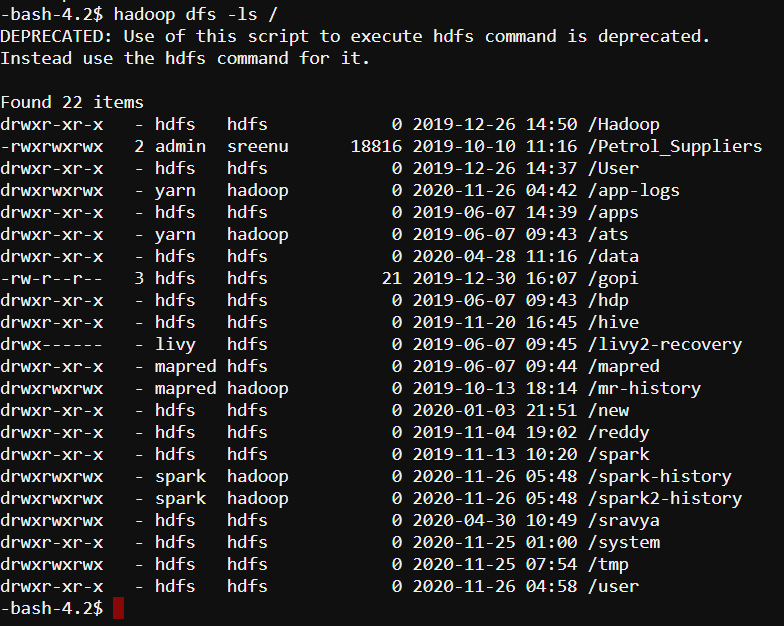 -bash-4.2$ hadoop dfs -ls /
DEPRECATED: Use of this script to execute hdfs command is deprecated.
Instead use the hdfs command for it.

Found 22 items
drwxr-xr-x   - hdfs   hdfs            0 2019-12-26 14:50 /Hadoop
-rwxrwxrwx   2 admin  sreenu      18816 2019-10-10 11:16 /Petrol_Suppliers
drwxr-xr-x   - hdfs   hdfs            0 2019-12-26 14:37 /User
drwxrwxrwx   - yarn   hadoop          0 2020-11-26 04:42 /app-logs
drwxr-xr-x   - hdfs   hdfs            0 2019-06-07 14:39 /apps
drwxr-xr-x   - yarn   hadoop          0 2019-06-07 09:43 /ats
drwxr-xr-x   - hdfs   hdfs            0 2020-04-28 11:16 /data
-rw-r--r--   3 hdfs   hdfs           21 2019-12-30 16:07 /gopi
drwxr-xr-x   - hdfs   hdfs            0 2019-06-07 09:43 /hdp
drwxr-xr-x   - hdfs   hdfs            0 2019-11-20 16:45 /hive
drwx------   - livy   hdfs            0 2019-06-07 09:45 /livy2-recovery
drwxr-xr-x   - mapred hdfs            0 2019-06-07 09:44 /mapred
drwxrwxrwx   - mapred hadoop          0 2019-10-13 18:14 /mr-history
drwxr-xr-x   - hdfs   hdfs            0 2020-01-03 21:51 /new
drwxr-xr-x   - hdfs   hdfs            0 2019-11-04 19:02 /reddy
drwxr-xr-x   - hdfs   hdfs            0 2019-11-13 10:20 /spark
drwxrwxrwx   - spark  hadoop          0 2020-11-26 05:48 /spark-history
drwxrwxrwx   - spark  hadoop          0 2020-11-26 05:48 /spark2-history
drwxrwxrwx   - hdfs   hdfs            0 2020-04-30 10:49 /sravya
drwxr-xr-x   - hdfs   hdfs            0 2020-11-25 01:00 /system
drwxrwxrwx   - hdfs   hdfs            0 2020-11-25 07:54 /tmp
drwxr-xr-x   - hdfs   hdfs            0 2020-11-26 04:58 /user
-bash-4.2$